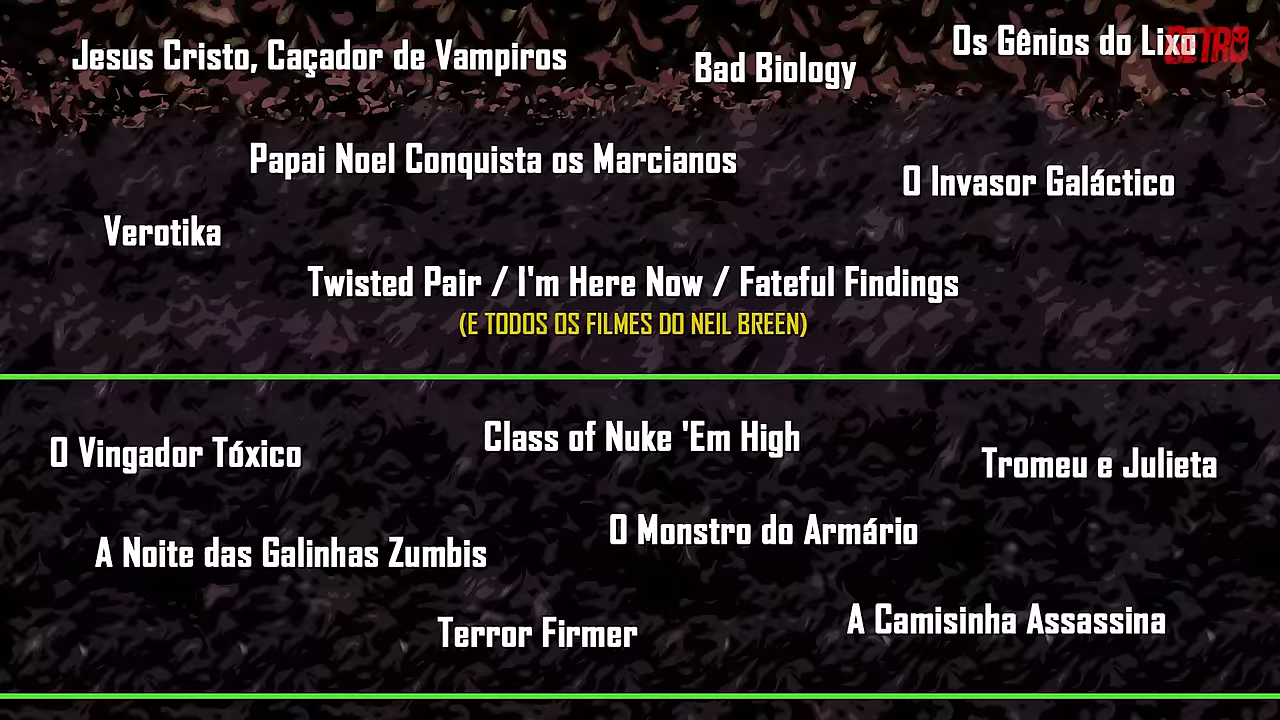 Jesus Cristo, Caçador de Vampiros
Bad Biology
Os Gênios do Lixo
RETRO
Papai Noel Conquista os Marcianos
O Invasor Galáctico
Verotika
Twisted Pair / I'm Here Now / Fateful Findings
(E TODOS OS FILMES DO NEIL BREEN)
O Vingador Tóxico
Class of Nuke 'Em High
Tromeu e Julieta
O Monstro do Armário
A Noite das Galinhas Zumbis
A Camisinha Assassina
Terror Firmer